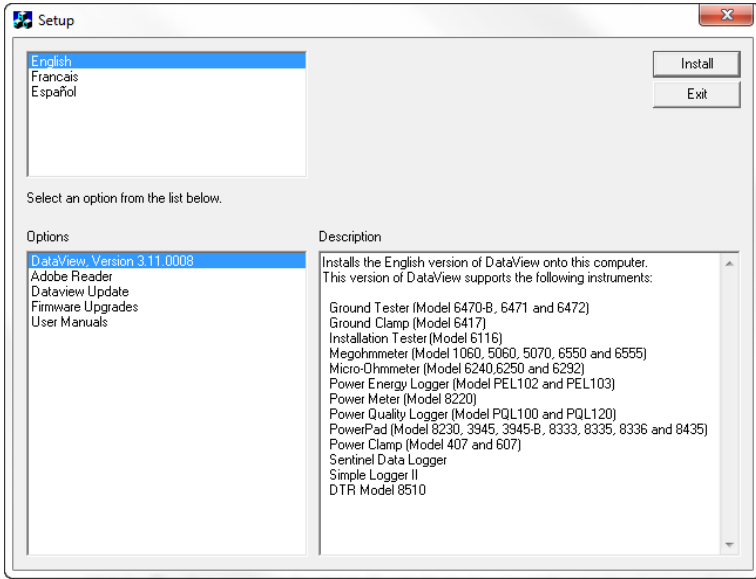 Setup
English
Francais
Español
Install
Exit
Select an option from the list below.
Options
DataView, Version 3.11.0008
Adobe Reader
Dataview Update
Firmware Upgrades
User Manuals
Description
Installs the English version of DataView onto this computer.
This version of DataView supports the following instruments:
Ground Tester (Model 6470-B, 6471 and 6472)
Ground Clamp (Model 6417)
Installation Tester (Model 6116)
Megohmmeter (Model 1060, 5060, 5070, 6550 and 6555)
Micro-Ohmmeter (Model 6240,6250 and 6292)
Power Energy Logger (Model PEL102 and PEL103)
Power Meter (Model 8220)
Power Quality Logger (Model PQL100 and PQL120)
PowerPad (Model 8230, 3945, 3945-B, 8333, 8335, 8336 and 8435)
Power Clamp (Model 407 and 607)
Sentinel Data Logger
Simple Logger II
DTR Model 8510